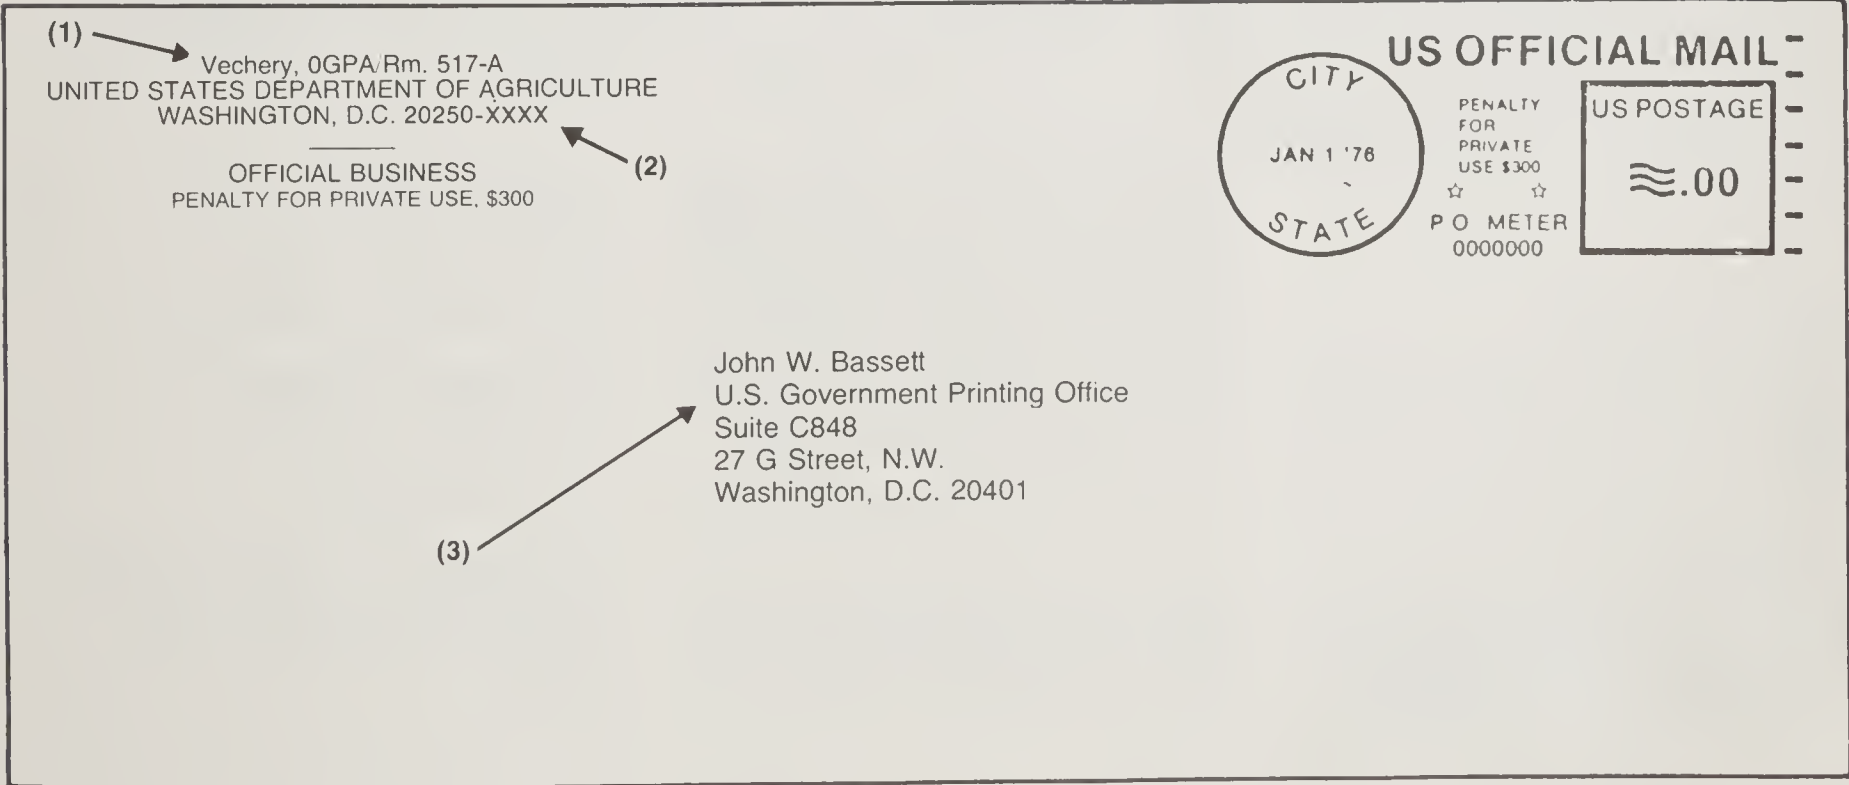 (1)
Vechery, 0GPA/Rm. 517-A
UNITED STATES DEPARTMENT OF AGRICULTURE
WASHINGTON, D.C. 20250-XXXX
(2)
OFFICIAL BUSINESS
PENALTY FOR PRIVATE USE, $300
US OFFICIAL MAIL
CITY
JAN 1 '76
STATE
PENALTY
FOR
PRIVATE
USE $300
P O METER
0000000
US POSTAGE
.00
John W. Bassett
U.S. Government Printing Office
Suite C848
27 G Street, N.W.
Washington, D.C. 20401
(3)